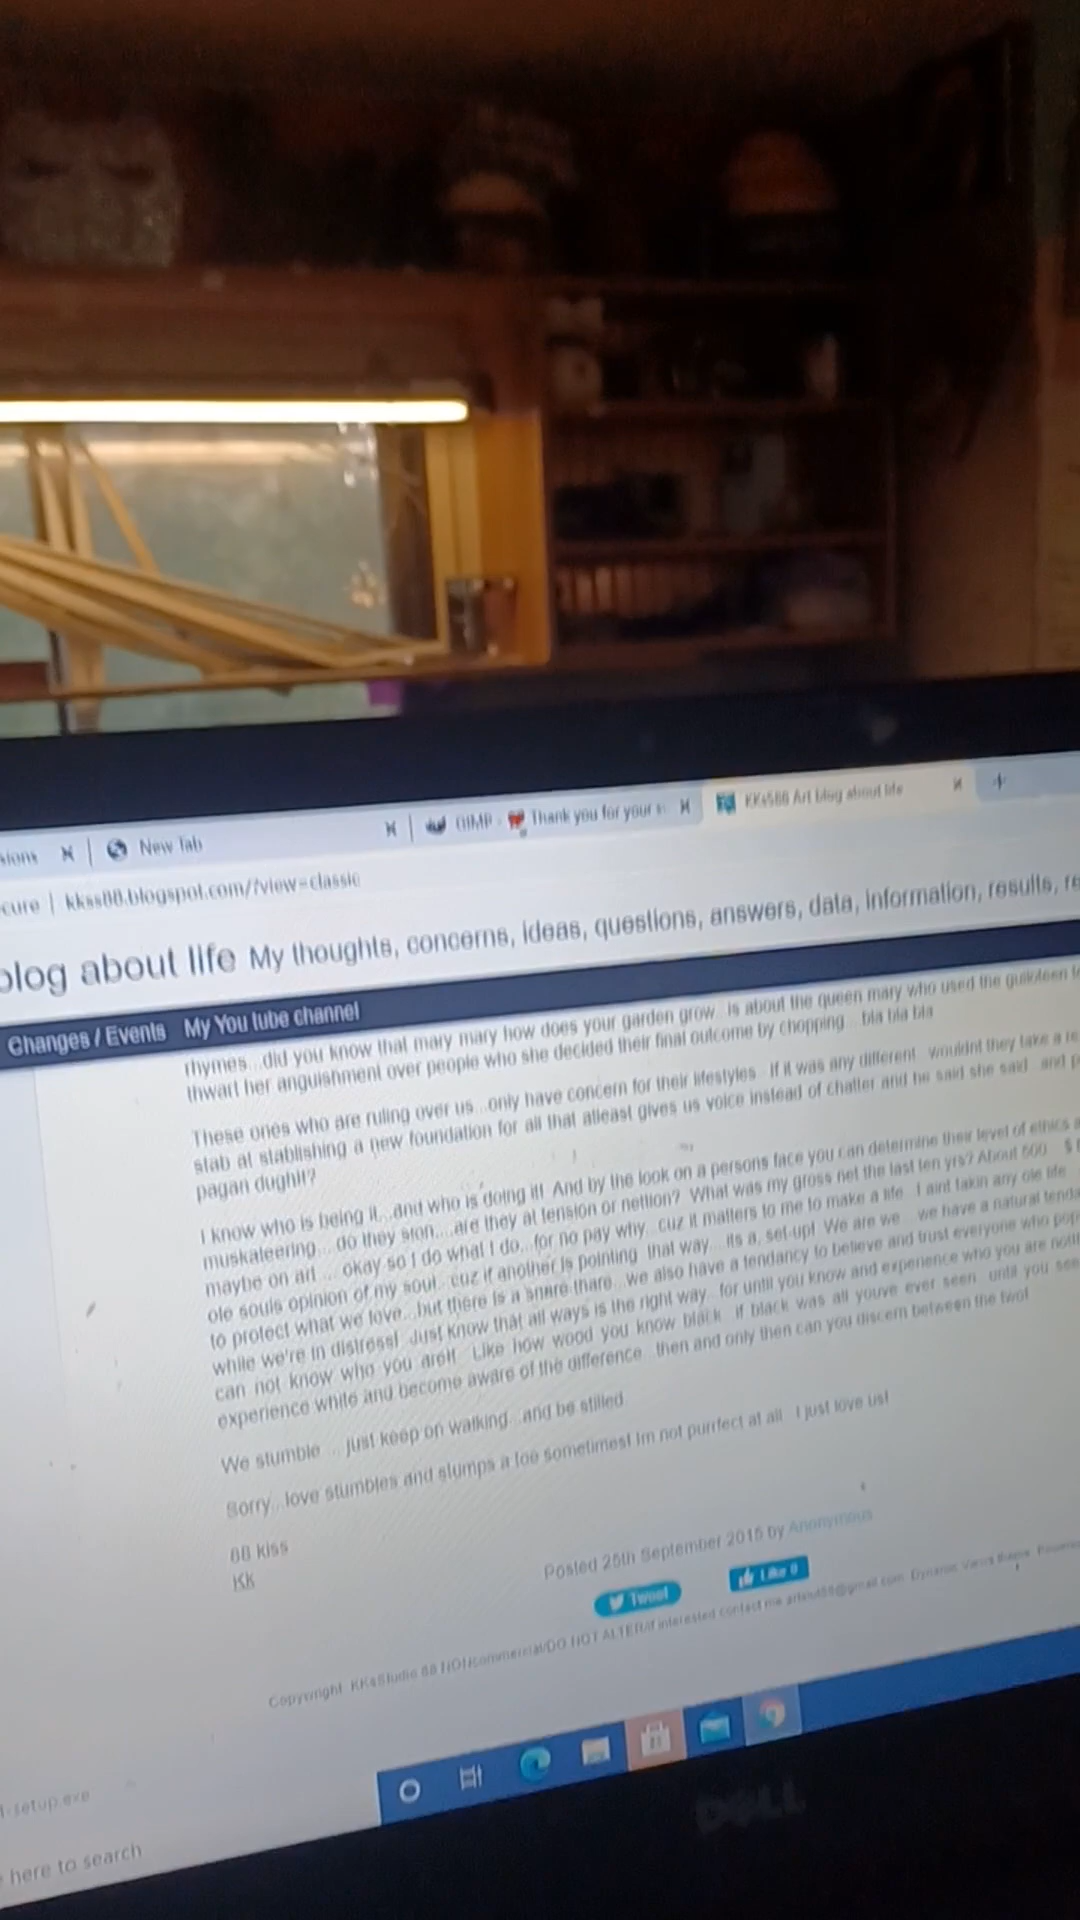 New Tab
GIMP - Thank you for your
KKs588 Art blog about life
cure | kkss88.blogspot.com/?view=classic
blog about life My thoughts, concerns, ideas, questions, answers, data, information, results,
Changes / Events My You tube channel
rhymes...did you know that mary mary how does your garden grow...is about the queen mary who used the
thwart her anguishment over people who she decided their final outcome by chopping....bla bla bla
These ones who are ruling over us...only have concern for their lifestyles. If it was any different...wouldnt they take a
stab at stablishing a new foundation for all that atleast gives us voice instead of chatter and he said she said...and
pagan dught!?
I know who is being it...and who is doing it! And by the look on a persons face you can determine their level of ethics
muskateering.... do they ston....are they at tension or nettion? What was my gross net the last ten yrs? About 500... $
maybe on art.... okay so I do what I do...for no pay why...cuz it matters to me to make a life. I aint takin any ole life
ole souls opinion of my soul...cuz if another is pointing that way... its a, set-up! We are we... we have a natural
to protect what we love...but there is a snare there...we also have a tendancy to believe and trust everyone who
while we're in distress! Just know that all ways is the right way...for until you know and experience who you are
can not know who you are!! Like how wood you know black...if black was all youve ever seen...until you see
experience white and become aware of the difference...then and only then can you discern between the two!
We stumble.... just keep on walking...and be stilled.
Sorry...love stumbles and stumps a toe sometimes! Im not purrfect at all. I just love us!
88 kiss
KK
Posted 25th September 2015 by Anonymous
Tweet
Like 0
Copywright KKsStudio 88 NONcommercial/DO NOT ALTER/if interested contact me
-setup.exe
here to search
DELL